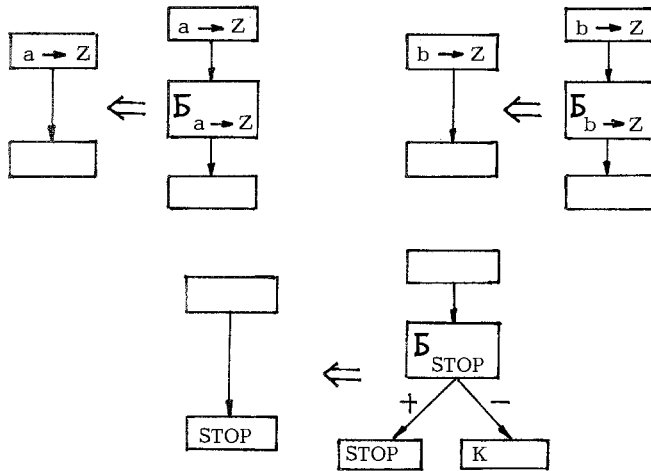 a → Z
a → Z
b → Z
b → Z
⇐
Б a → Z
⇐
Б b → Z
Б STOP
⇐
+ −
STOP
STOP
K